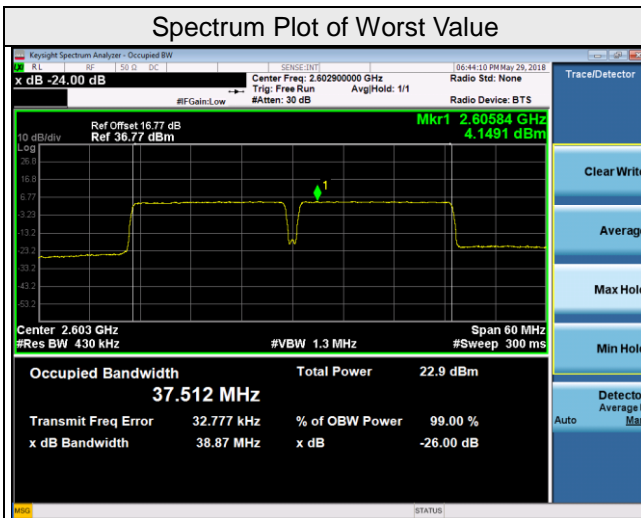 Spectrum Plot of Worst Value
Keysight Spectrum Analyzer - Occupied BW
RL RF 50 Ω DC SENSE:INT 06:44:10 PM May 29, 2018
x dB -24.00 dB Center Freq: 2.602900000 GHz Radio Std: None
Trig: Free Run Avg|Hold: 1/1
#IFGain:Low #Atten: 30 dB Radio Device: BTS
Trace/Detector
Ref Offset 16.77 dB Mkr1 2.60584 GHz
10 dB/div Ref 36.77 dBm 4.1491 dBm
Log
26.8
16.8
1
6.77
-3.23
-13.2
-23.2
-33.2
-43.2
-53.2
Center 2.603 GHz Span 60 MHz
#Res BW 430 kHz #VBW 1.3 MHz #Sweep 300 ms
Occupied Bandwidth Total Power 22.9 dBm
37.512 MHz
Transmit Freq Error 32.777 kHz % of OBW Power 99.00 %
x dB Bandwidth 38.87 MHz x dB -26.00 dB
Clear Write
Average
Max Hold
Min Hold
Detector
Average
Auto Man
MSG STATUS